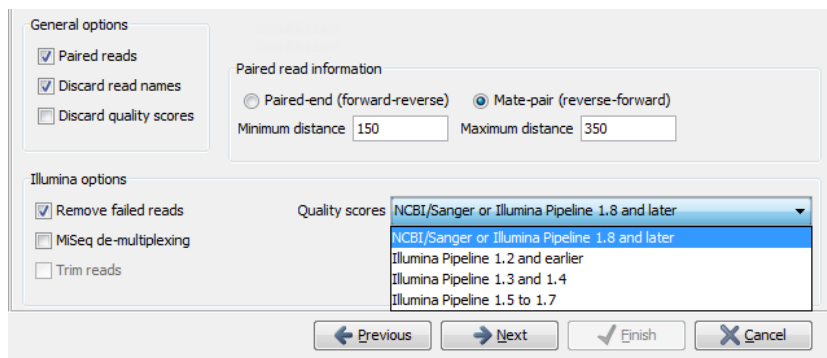 General options
Paired reads
Discard read names
Discard quality scores
Paired read information
Paired-end (forward-reverse) Mate-pair (reverse-forward)
Minimum distance 150 Maximum distance 350
Illumina options
Remove failed reads Quality scores NCBI/Sanger or Illumina Pipeline 1.8 and later
MiSeq de-multiplexing NCBI/Sanger or Illumina Pipeline 1.8 and later
Illumina Pipeline 1.2 and earlier
Trim reads Illumina Pipeline 1.3 and 1.4
Illumina Pipeline 1.5 to 1.7
Previous Next Finish Cancel